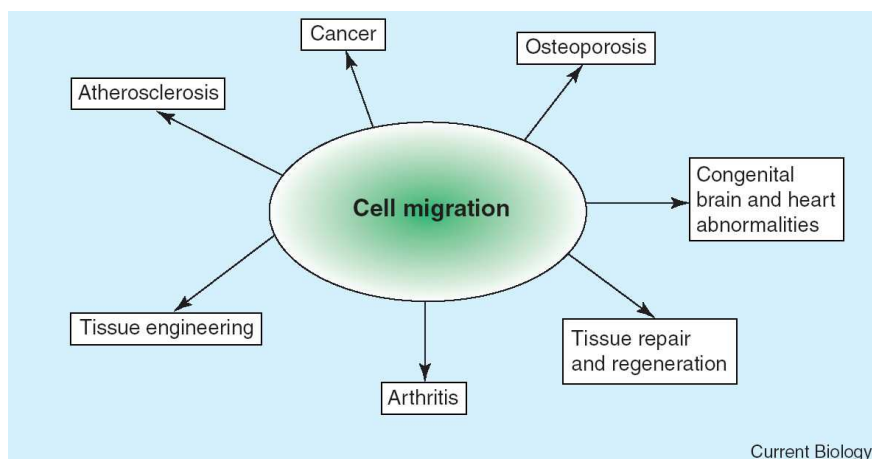 Cancer
Osteoporosis
Atherosclerosis
Congenital
brain and heart
abnormalities
Cell migration
Tissue engineering
Tissue repair
and regeneration
Arthritis
Current Biology